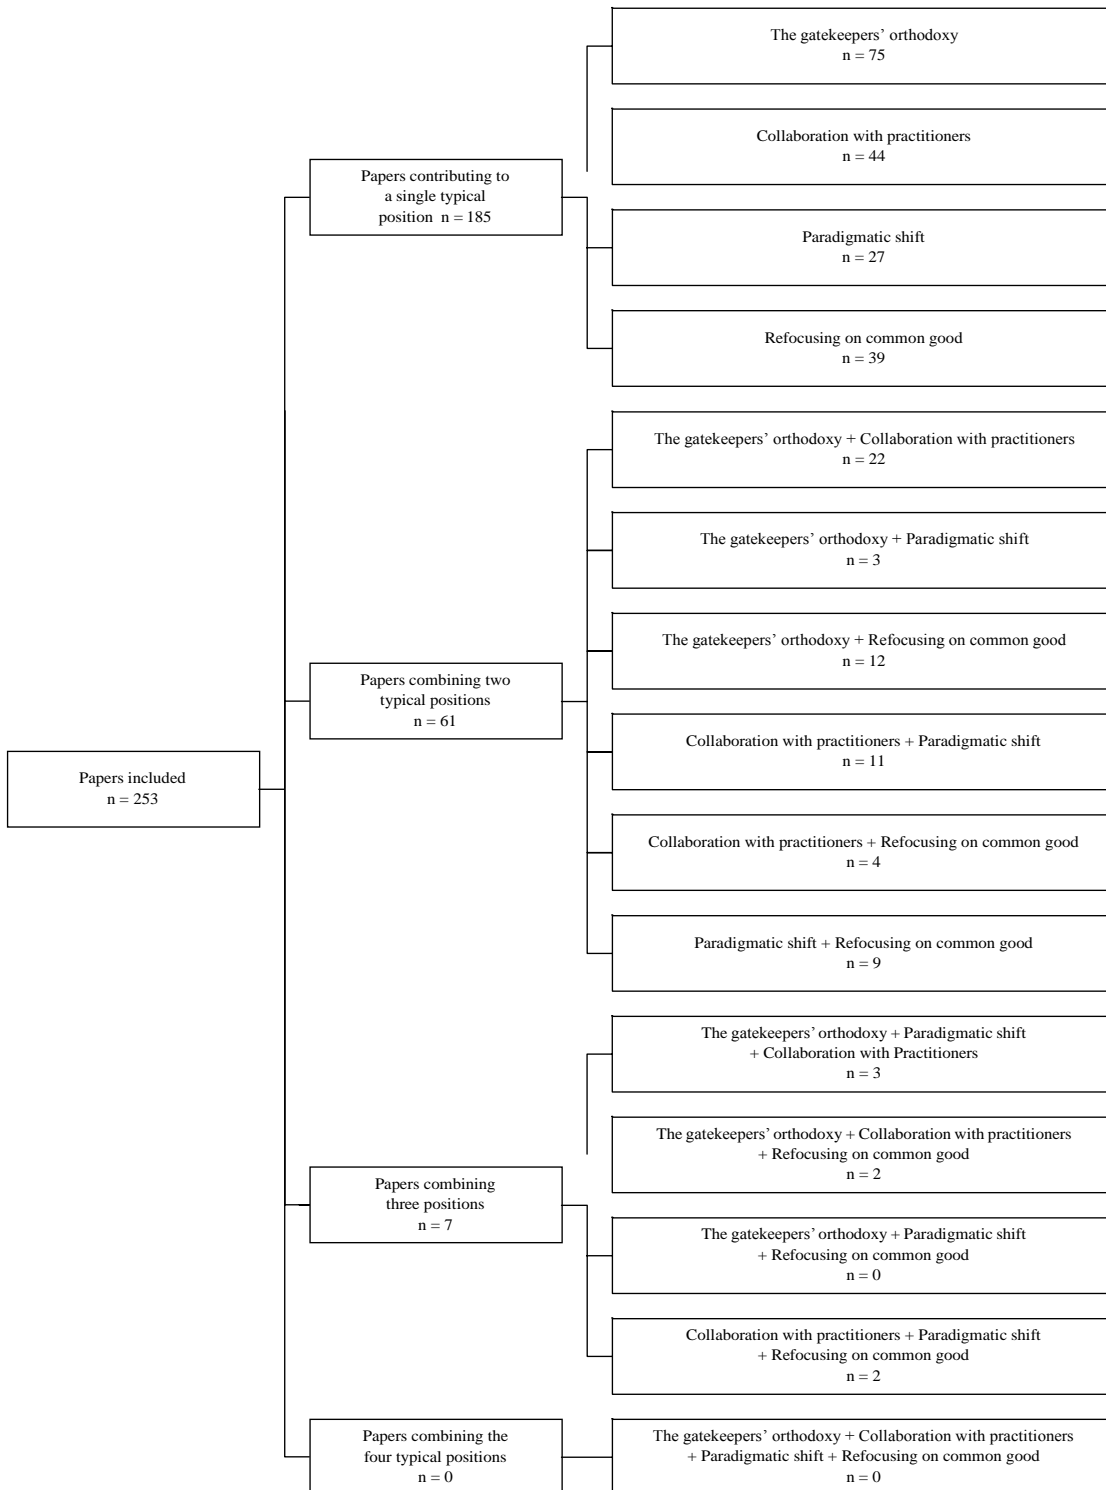 The gatekeepers’ orthodoxy
n = 75
Collaboration with practitioners
n = 44
Papers contributing to
a single typical
position  n = 185
Paradigmatic shift
n = 27
Refocusing on common good
n = 39
The gatekeepers’ orthodoxy + Collaboration with practitioners
n = 22
The gatekeepers’ orthodoxy + Paradigmatic shift
n = 3
The gatekeepers’ orthodoxy + Refocusing on common good
n = 12
Papers combining two
typical positions
n = 61
Collaboration with practitioners + Paradigmatic shift
n = 11
Papers included
n = 253
Collaboration with practitioners + Refocusing on common good
n = 4
Paradigmatic shift + Refocusing on common good
n = 9
The gatekeepers’ orthodoxy + Paradigmatic shift
+ Collaboration with Practitioners
n = 3
The gatekeepers’ orthodoxy + Collaboration with practitioners
+ Refocusing on common good
n = 2
Papers combining
three positions
n = 7
The gatekeepers’ orthodoxy + Paradigmatic shift
+ Refocusing on common good
n = 0
Collaboration with practitioners + Paradigmatic shift
+ Refocusing on common good
n = 2
Papers combining the
four typical positions
n = 0
The gatekeepers’ orthodoxy + Collaboration with practitioners
+ Paradigmatic shift + Refocusing on common good
n = 0